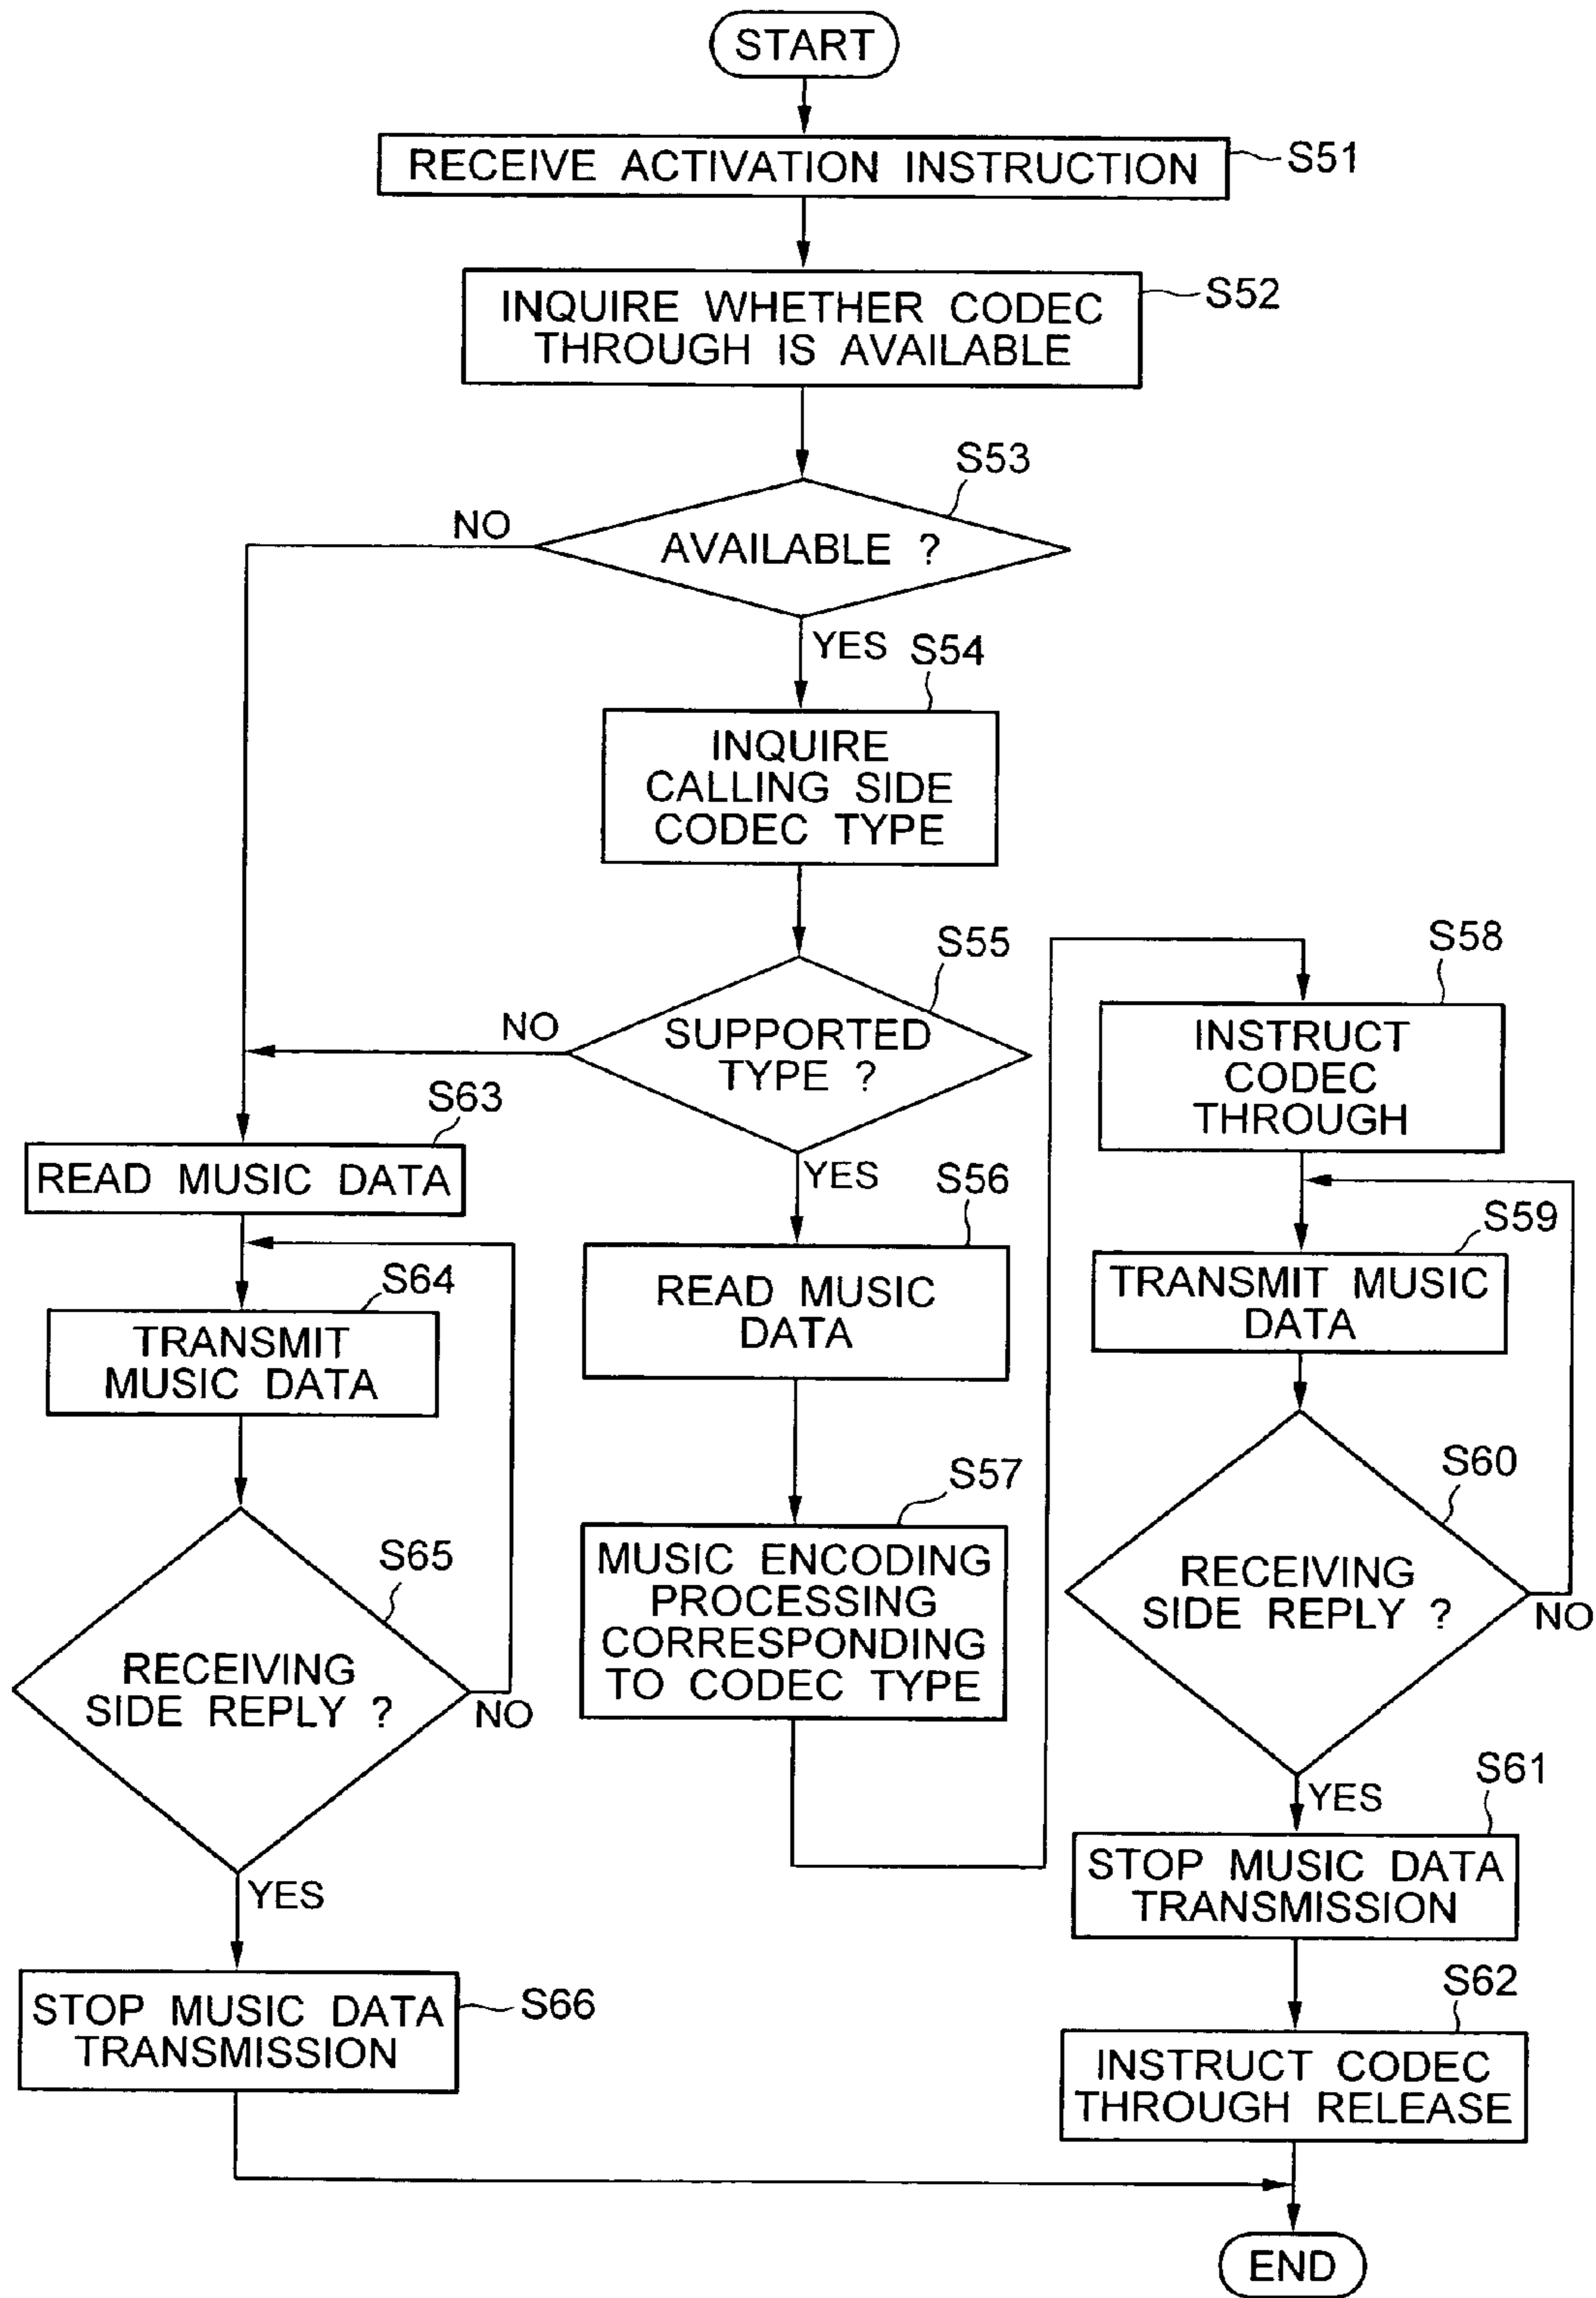 START
RECEIVE ACTIVATION INSTRUCTION
S51
INQUIRE WHETHER CODEC
THROUGH IS AVAILABLE
S52
S53
AVAILABLE ?
NO
YES
S54
INQUIRE
CALLING SIDE
CODEC TYPE
S55
SUPPORTED
TYPE ?
NO
YES
S56
READ MUSIC
DATA
S57
MUSIC ENCODING
PROCESSING
CORRESPONDING
TO CODEC TYPE
S58
INSTRUCT
CODEC
THROUGH
S59
TRANSMIT MUSIC
DATA
S60
RECEIVING
SIDE REPLY ?
NO
YES
S61
STOP MUSIC DATA
TRANSMISSION
S62
INSTRUCT CODEC
THROUGH RELEASE
S63
READ MUSIC DATA
S64
TRANSMIT
MUSIC DATA
S65
RECEIVING
SIDE REPLY ?
NO
YES
STOP MUSIC DATA
TRANSMISSION
S66
END